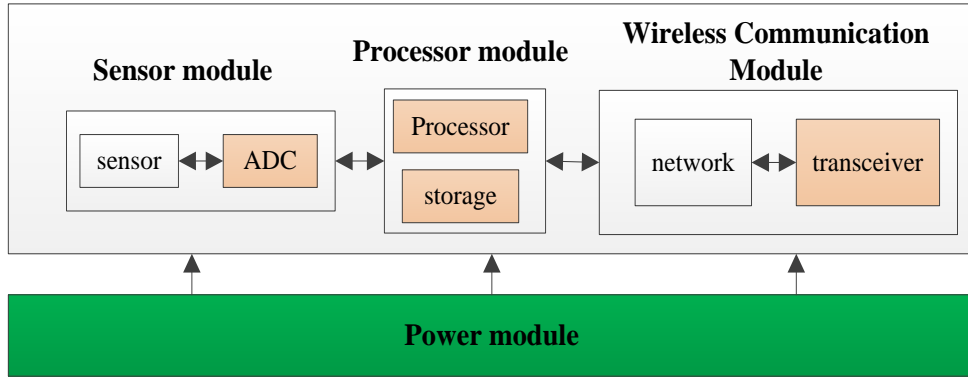 Sensor module
Processor module
Wireless Communication
Module
sensor
ADC
Processor
storage
network
transceiver
Power module